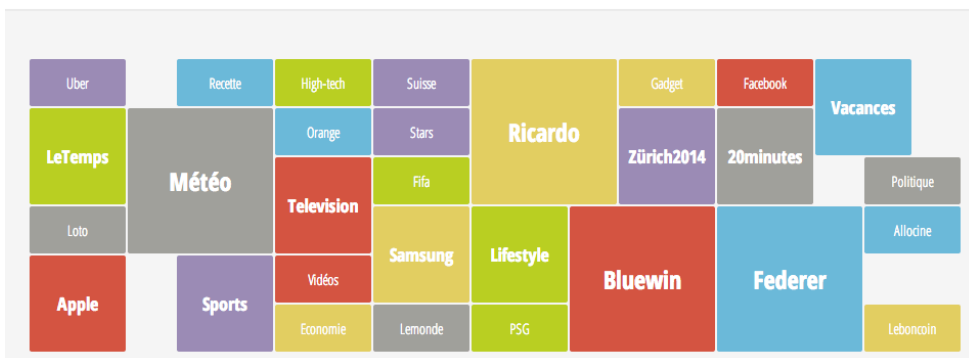 Uber
Recette
High-tech
Suisse
Gadget
Facebook
Vacances
Orange
Stars
Ricardo
LeTemps
Météo
Zürich2014
20minutes
Fifa
Politique
Television
Loto
Allocine
Samsung
Lifestyle
Vidéos
Bluewin
Federer
Apple
Sports
Economie
Lemonde
PSG
Leboncoin